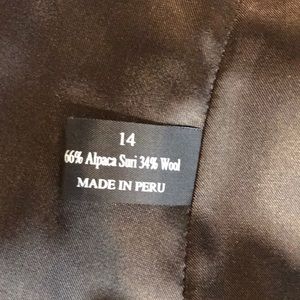 14
66% Alpaca Suri 34% Wool
MADE IN PERU